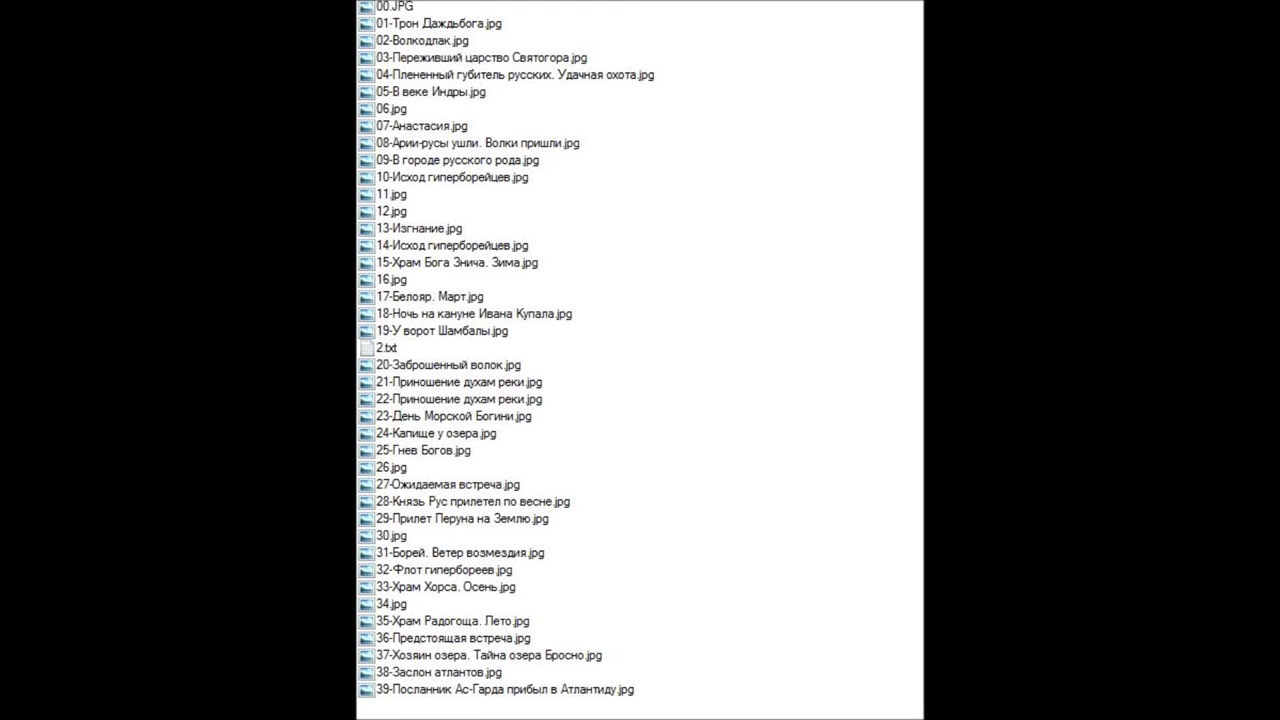 00.JPG
01-Трон Даждьбога.jpg
02-Волкодлак.jpg
03-Переживший царство Святогора.jpg
04-Плененный губитель русских. Удачная охота.jpg
05-В веке Индры.jpg
06.jpg
07-Анастасия.jpg
08-Арии-русы ушли. Волки пришли.jpg
09-В городе русского рода.jpg
10-Исход гиперборейцев.jpg
11.jpg
12.jpg
13-Изгнание.jpg
14-Исход гиперборейцев.jpg
15-Храм Бога Знича. Зима.jpg
16.jpg
17-Белояр. Март.jpg
18-Ночь на кануне Ивана Купала.jpg
19-У ворот Шамбалы.jpg
2.txt
20-Заброшенный волок.jpg
21-Приношение духам реки.jpg
22-Приношение духам реки.jpg
23-День Морской Богини.jpg
24-Капище у озера.jpg
25-Гнев Богов.jpg
26.jpg
27-Ожидаемая встреча.jpg
28-Князь Рус прилетел по весне.jpg
29-Прилет Перуна на Землю.jpg
30.jpg
31-Борей. Ветер возмездия.jpg
32-Флот гипербореев.jpg
33-Храм Хорса. Осень.jpg
34.jpg
35-Храм Радогоща. Лето.jpg
36-Предстоящая встреча.jpg
37-Хозяин озера. Тайна озера Бросно.jpg
38-Заслон атлантов.jpg
39-Посланник Ас-Гарда прибыл в Атлантиду.jpg